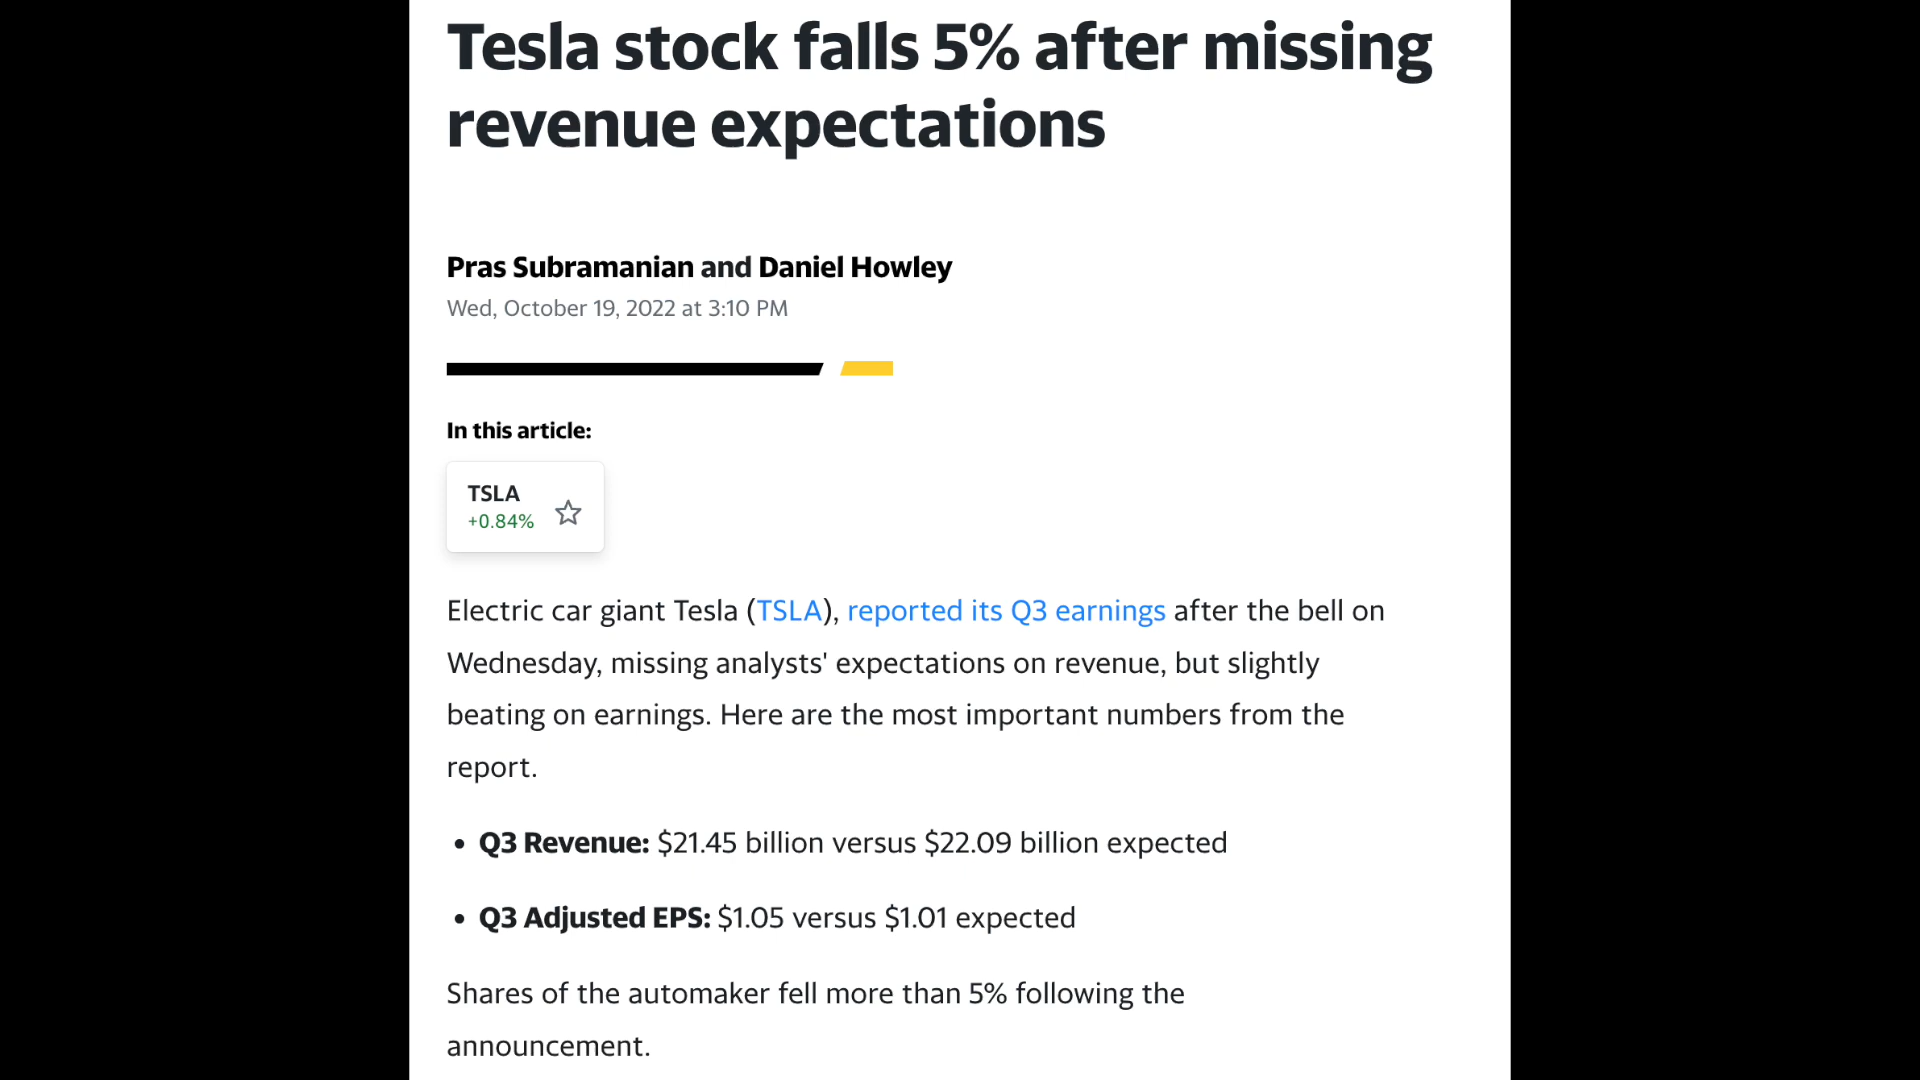 Tesla stock falls 5% after missing
revenue expectations
Pras Subramanian and Daniel Howley
Wed, October 19, 2022 at 3:10 PM
In this article:
TSLA
+0.84%
Electric car giant Tesla (TSLA), reported its Q3 earnings after the bell on
Wednesday, missing analysts' expectations on revenue, but slightly
beating on earnings. Here are the most important numbers from the
report.
• Q3 Revenue: $21.45 billion versus $22.09 billion expected
• Q3 Adjusted EPS: $1.05 versus $1.01 expected
Shares of the automaker fell more than 5% following the
announcement.